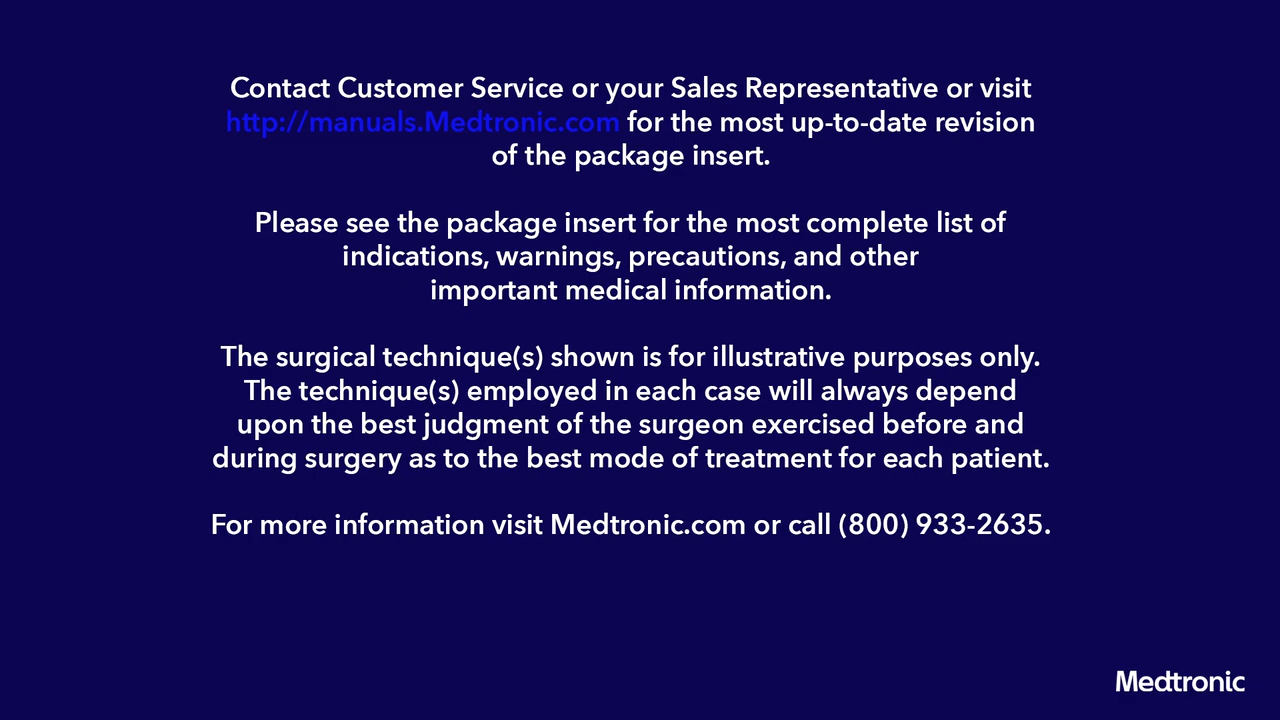 Contact Customer Service or your Sales Representative or visit
http://manuals.Medtronic.com for the most up-to-date revision
of the package insert.
Please see the package insert for the most complete list of
indications, warnings, precautions, and other
important medical information.
The surgical technique(s) shown is for illustrative purposes only.
The technique(s) employed in each case will always depend
upon the best judgment of the surgeon exercised before and
during surgery as to the best mode of treatment for each patient.
For more information visit Medtronic.com or call (800) 933-2635.
Medtronic